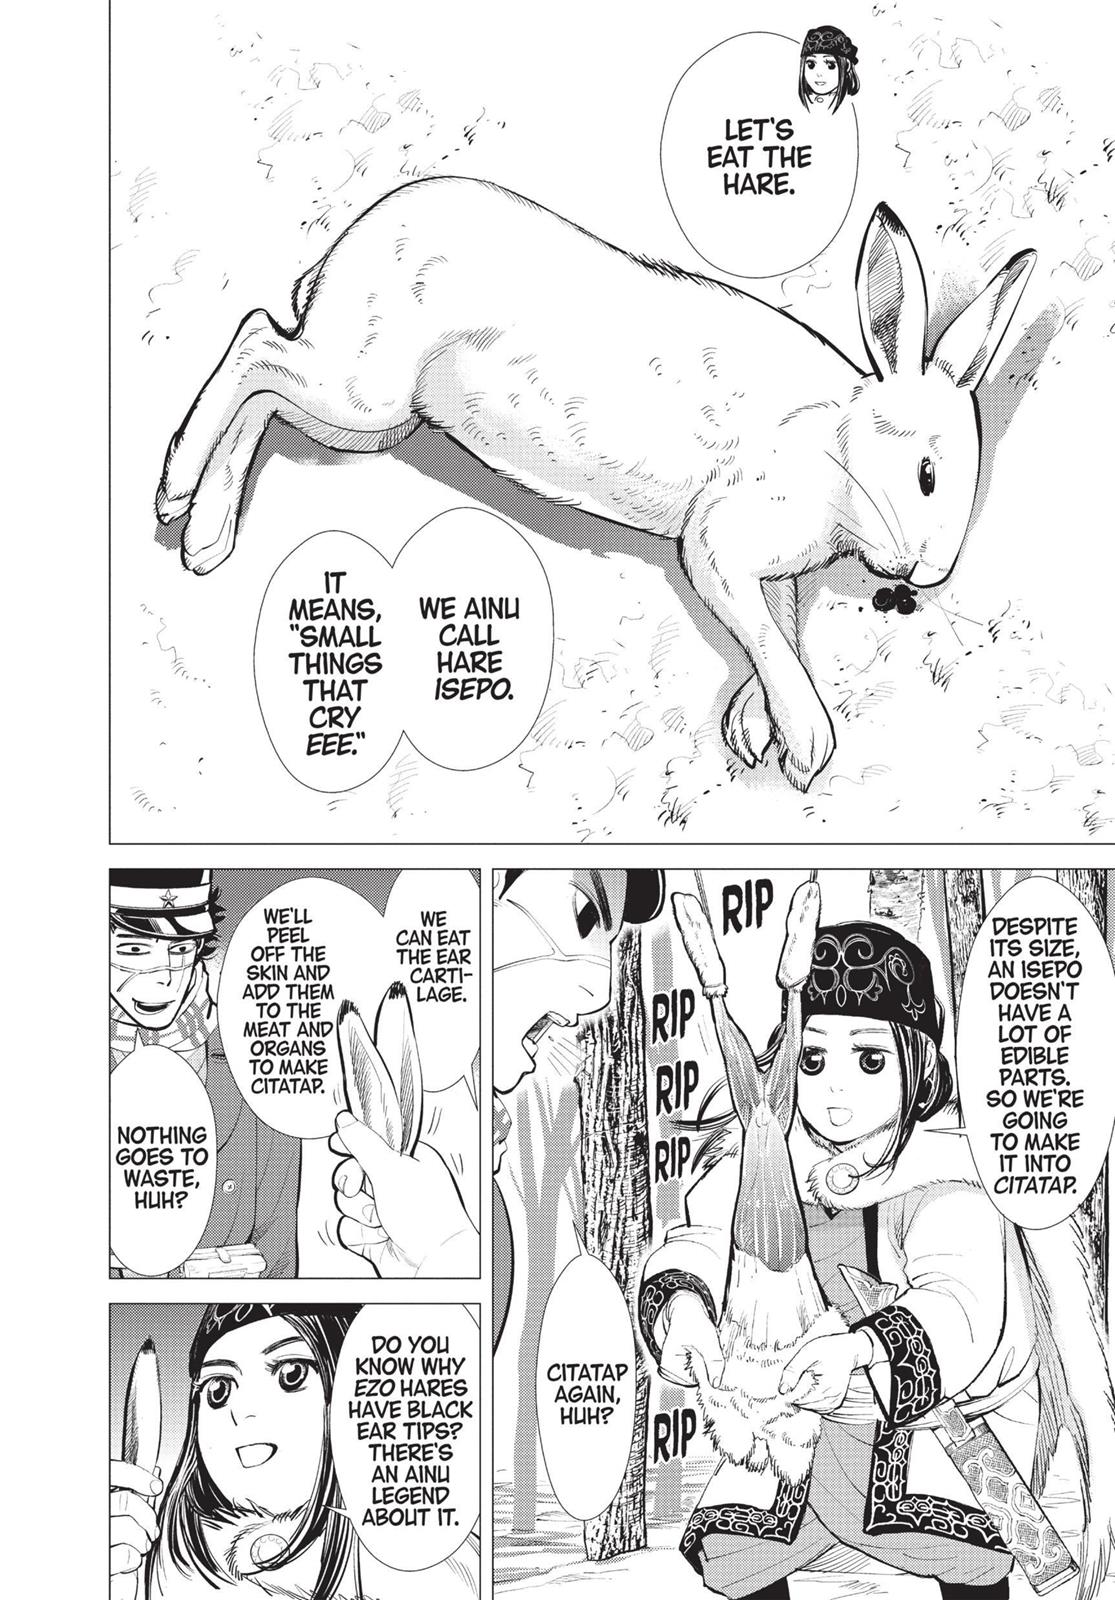 LET'S
EAT THE
HARE.
WE AINU
CALL
HARE
ISEPO.
IT
MEANS,
"SMALL
THINGS
THAT
CRY
EEE."
DESPITE
ITS SIZE,
AN ISEPO
DOESN'T
HAVE A
LOT OF
EDIBLE
PARTS.
SO WE'RE
GOING
TO MAKE
IT INTO
CITATAP.
RIP
RIP
RIP
RIP
RIP
CITATAP
AGAIN,
HUH?
WE
CAN EAT
THE EAR
CARTI-
LAGE.
WE'LL
PEEL
OFF THE
SKIN AND
ADD THEM
TO THE
MEAT AND
ORGANS
TO MAKE
CITATAP.
NOTHING
GOES TO
WASTE,
HUH?
DO YOU
KNOW WHY
EZO HARES
HAVE BLACK
EAR TIPS?
THERE'S
AN AINU
LEGEND
ABOUT IT.